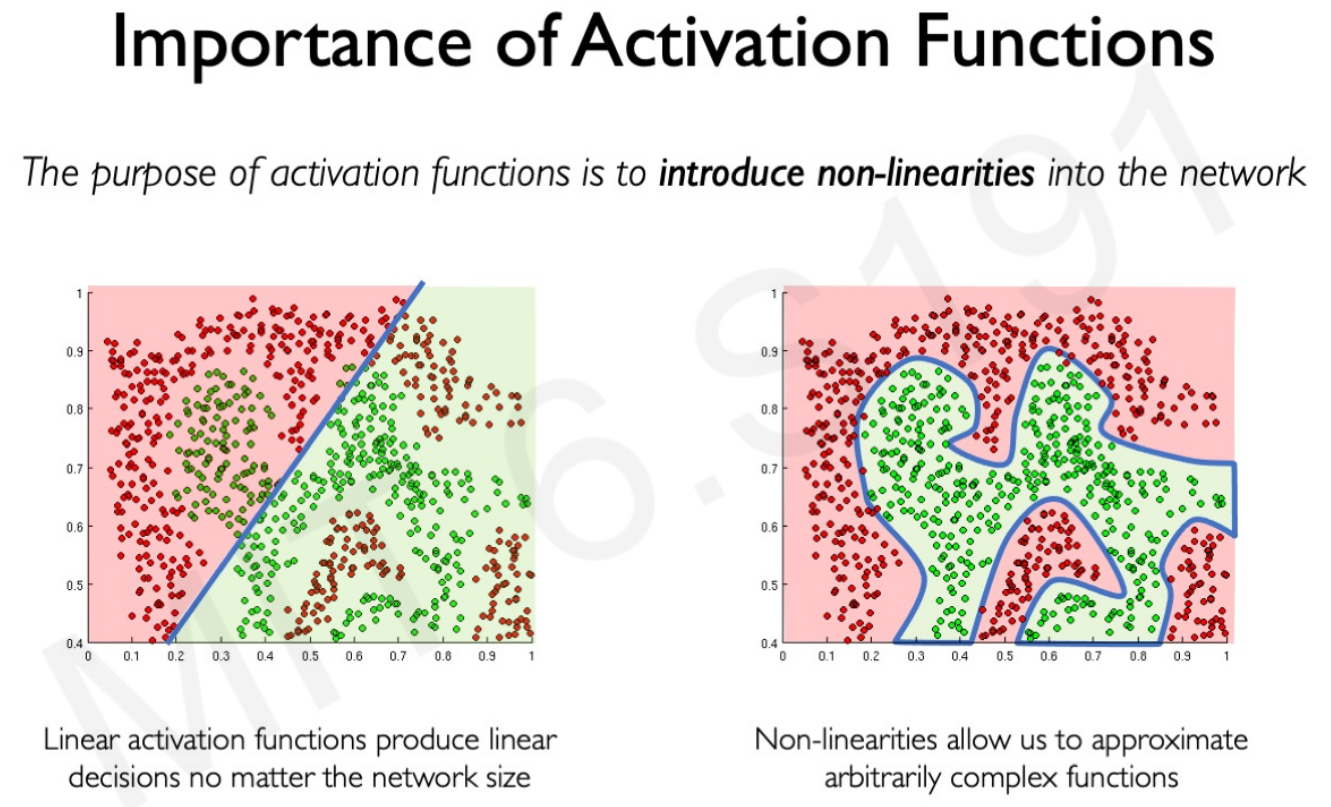 Importance of Activation Functions
The purpose of activation functions is to introduce non-linearities into the network
1
0.9
0.8
0.7
0.6
0.5
0.4
0 0.1 0.2 0.3 0.4 0.5 0.6 0.7 0.8 0.9 1
1
0.9
0.8
0.7
0.6
0.5
0.4
0 0.1 0.2 0.3 0.4 0.5 0.6 0.7 0.8 0.9 1
Linear activation functions produce linear
decisions no matter the network size
Non-linearities allow us to approximate
arbitrarily complex functions
MIT 6.S191